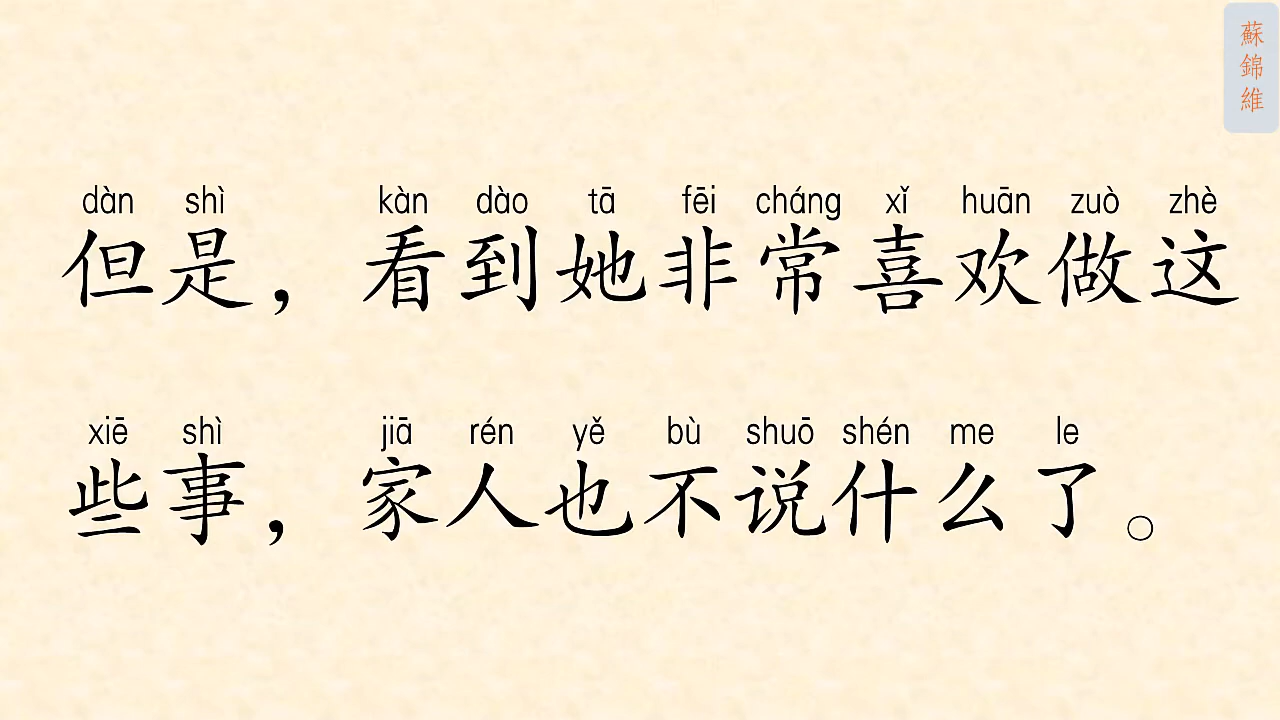 dàn shì kàn dào tā fēi cháng xǐ huān zuò zhè
但是，看到她非常喜欢做这
xiē shì jiā rén yě bù shuō shén me le
些事，家人也不说什么了。
蘇錦維